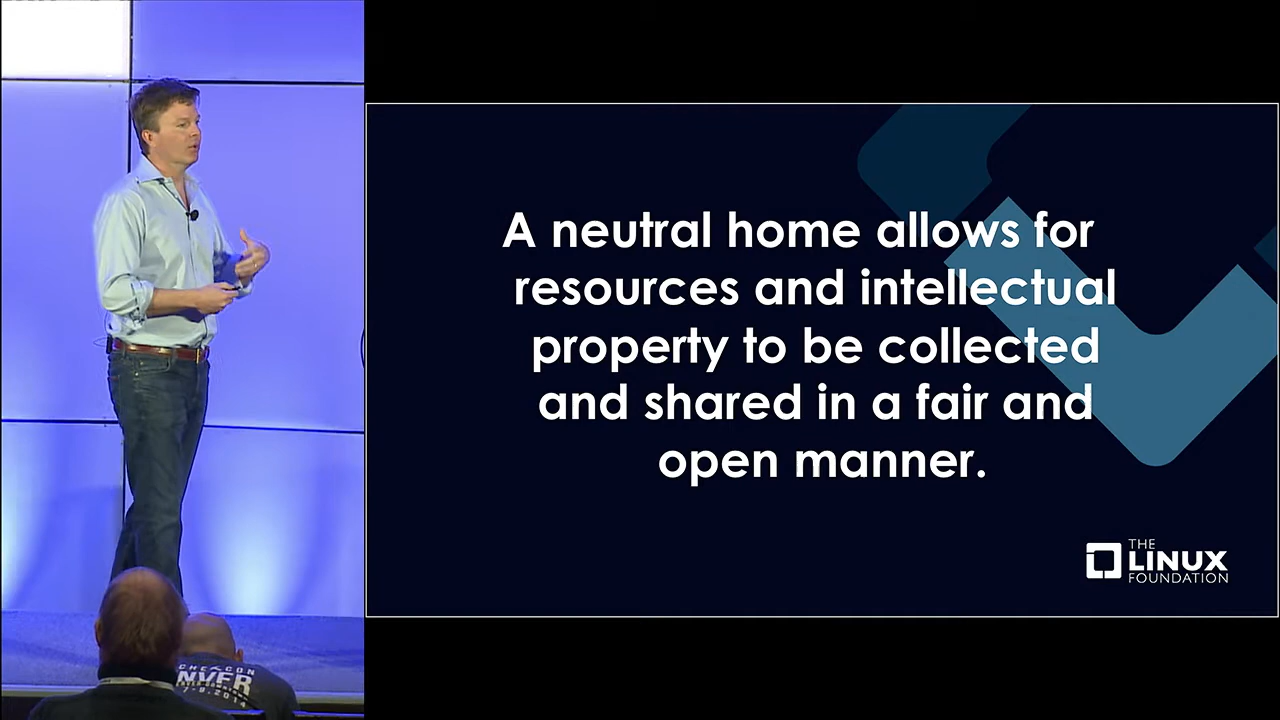 A neutral home allows for
resources and intellectual
property to be collected
and shared in a fair and
open manner.
THE
LINUX
FOUNDATION